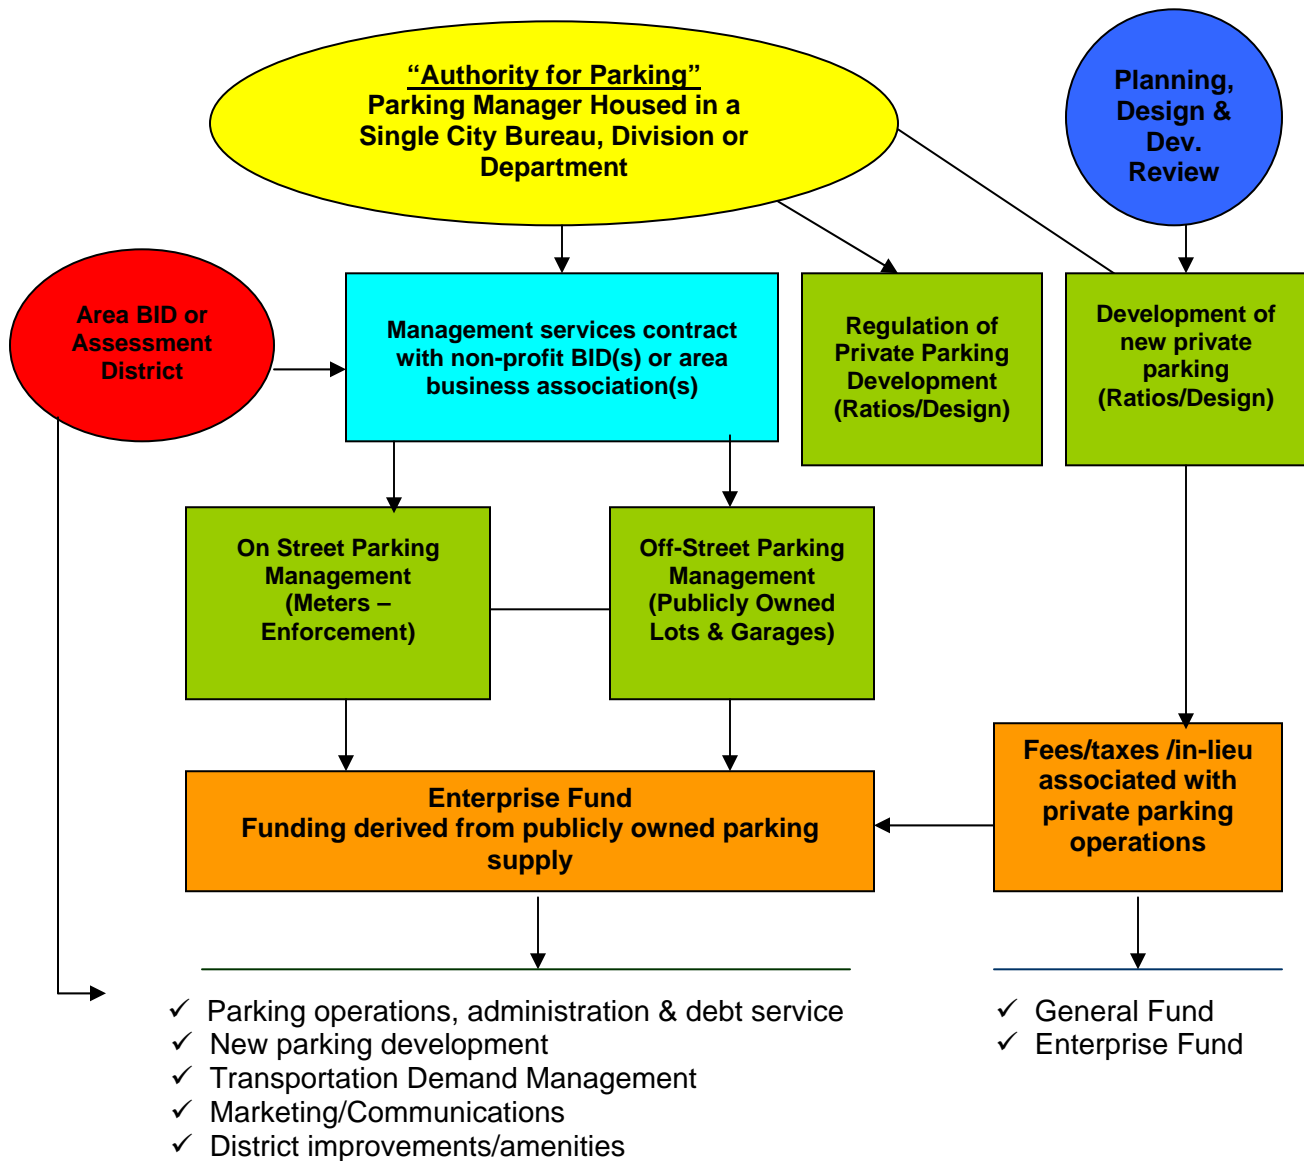 “Authority for Parking”
Parking Manager Housed in a
Single City Bureau, Division or
Department
Planning,
Design &
Dev.
Review
Area BID or
Assessment
District
Management services contract
with non-profit BID(s) or area
business association(s)
Regulation of
Private Parking
Development
(Ratios/Design)
Development of
new private
parking
(Ratios/Design)
On Street Parking
Management
(Meters –
Enforcement)
Off-Street Parking
Management
(Publicly Owned
Lots & Garages)
Enterprise Fund
Funding derived from publicly owned parking
supply
Fees/taxes /in-lieu
associated with
private parking
operations
✓ Parking operations, administration & debt service
✓ New parking development
✓ Transportation Demand Management
✓ Marketing/Communications
✓ District improvements/amenities
✓ General Fund
✓ Enterprise Fund